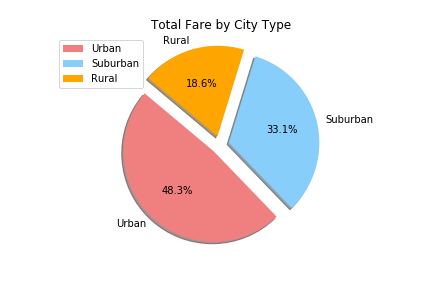 Total Fare by City Type
Urban
Suburban
Rural
Rural
18.6%
Suburban
33.1%
48.3%
Urban